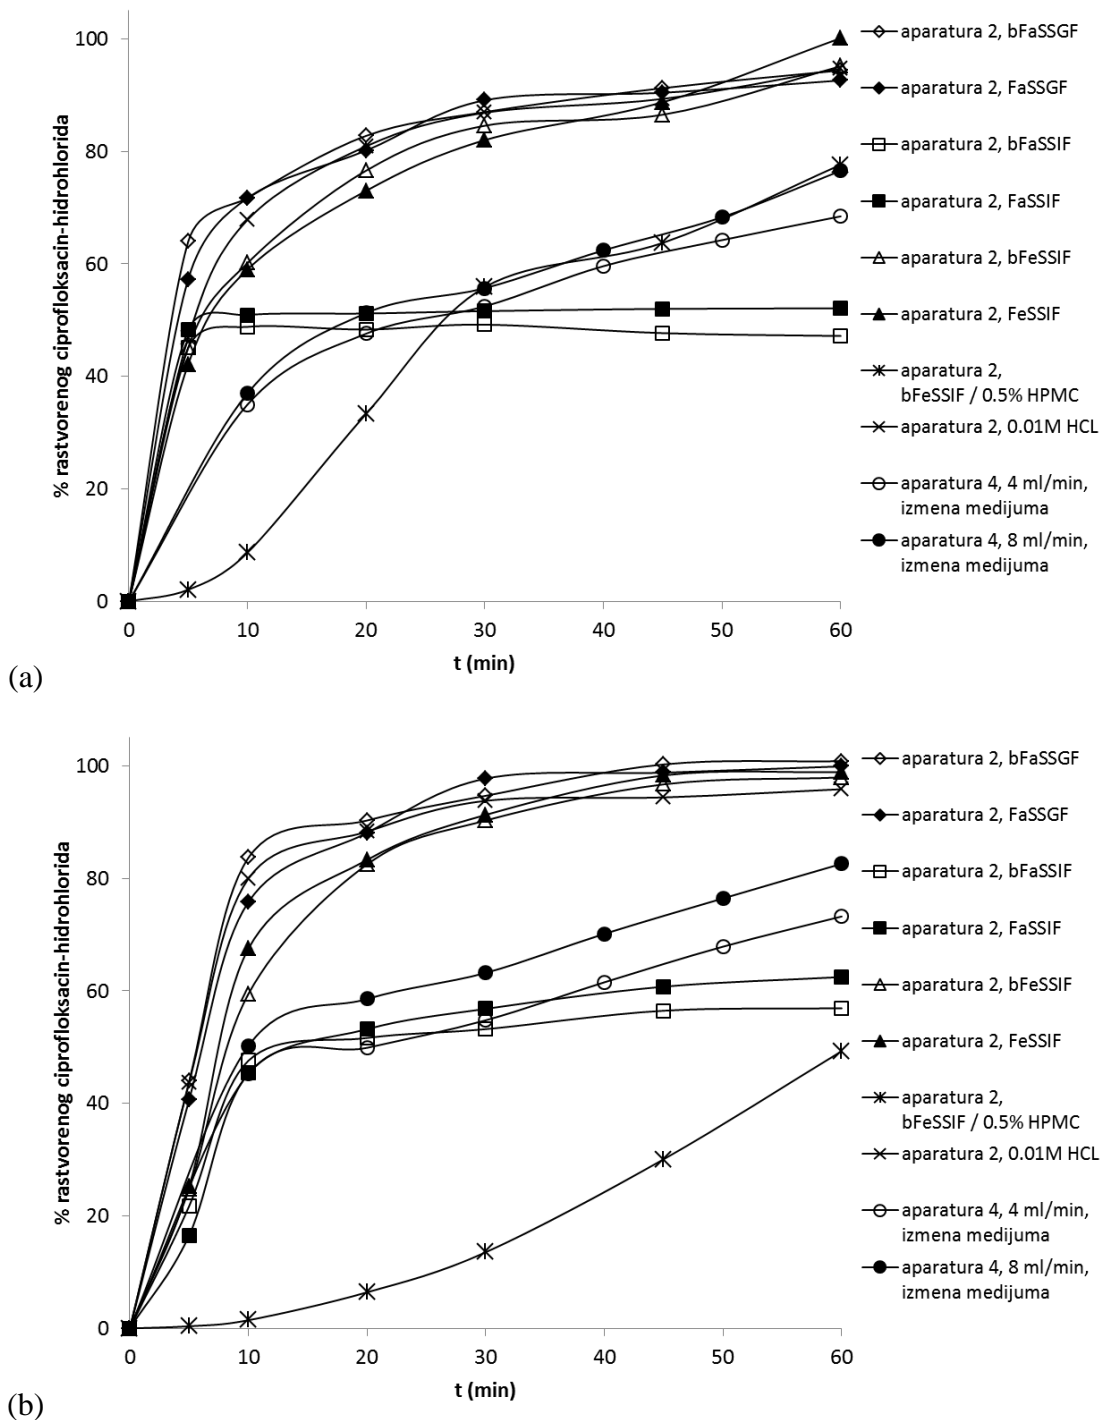 100
80
60
40
20
0
% rastvorenog ciprofloksacin-hidrohlorida
0 10 20 30 40 50 60
t (min)
aparatura 2, bFaSSGF
aparatura 2, FaSSGF
aparatura 2, bFaSSIF
aparatura 2, FaSSIF
aparatura 2, bFeSSIF
aparatura 2, FeSSIF
aparatura 2,
bFeSSIF / 0.5% HPMC
aparatura 2, 0.01M HCL
aparatura 4, 4 ml/min,
izmena medijuma
aparatura 4, 8 ml/min,
izmena medijuma
(a)
100
80
60
40
20
0
% rastvorenog ciprofloksacin-hidrohlorida
0 10 20 30 40 50 60
t (min)
aparatura 2, bFaSSGF
aparatura 2, FaSSGF
aparatura 2, bFaSSIF
aparatura 2, FaSSIF
aparatura 2, bFeSSIF
aparatura 2, FeSSIF
aparatura 2,
bFeSSIF / 0.5% HPMC
aparatura 2, 0.01M HCL
aparatura 4, 4 ml/min,
izmena medijuma
aparatura 4, 8 ml/min,
izmena medijuma
(b)